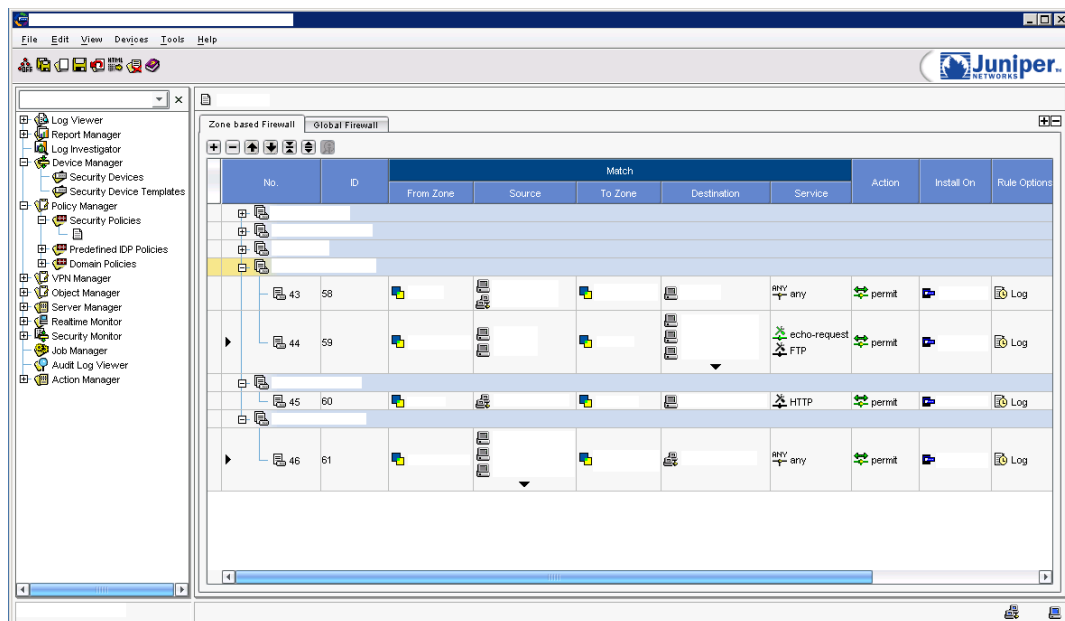 File Edit View Devices Tools Help
Juniper
NETWORKS
Log Viewer
Report Manager
Log Investigator
Device Manager
Security Devices
Security Device Templates
Policy Manager
Security Policies
Predefined IDP Policies
Domain Policies
VPN Manager
Object Manager
Server Manager
Realtime Monitor
Security Monitor
Job Manager
Audit Log Viewer
Action Manager
Zone based Firewall Global Firewall
No. ID Match Action Install On Rule Options
From Zone Source To Zone Destination Service
43 58 ANY any permit Log
44 59 echo-request permit Log
FTP
45 60 HTTP permit Log
46 61 ANY any permit Log